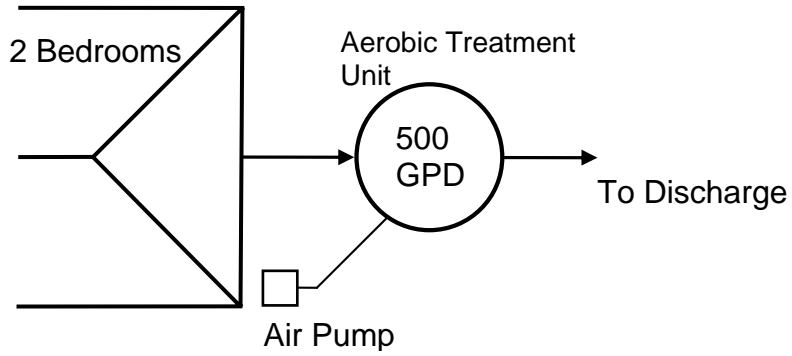 2 Bedrooms
Aerobic Treatment
Unit
500
GPD
To Discharge
Air Pump